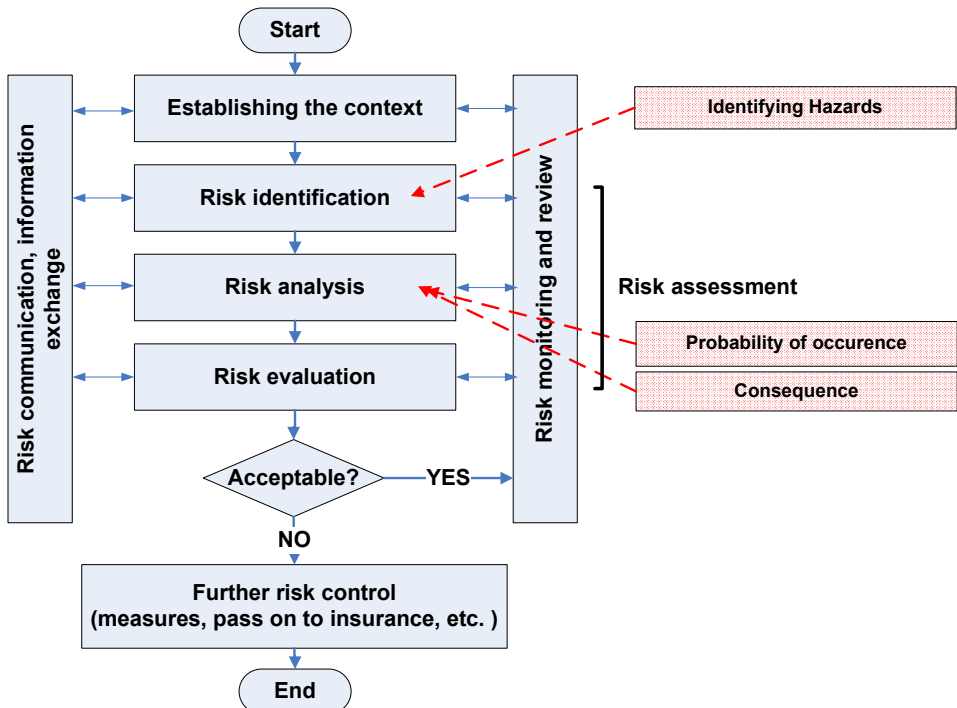 Start
Establishing the context
Risk identification
Risk analysis
Risk evaluation
Acceptable?
YES
NO
Further risk control
(measures, pass on to insurance, etc. )
End
Risk communication, information
exchange
Risk monitoring and review
Identifying Hazards
Risk assessment
Probability of occurence
Consequence